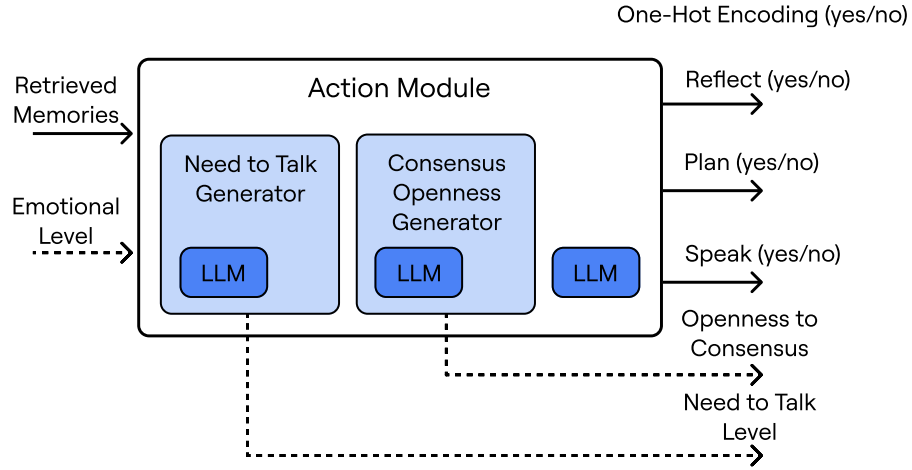 One-Hot Encoding (yes/no)
Retrieved
Memories
Emotional
Level
Action Module
Need to Talk
Generator
LLM
Consensus
Openness
Generator
LLM
LLM
Reflect (yes/no)
Plan (yes/no)
Speak (yes/no)
Openness to
Consensus
Need to Talk
Level